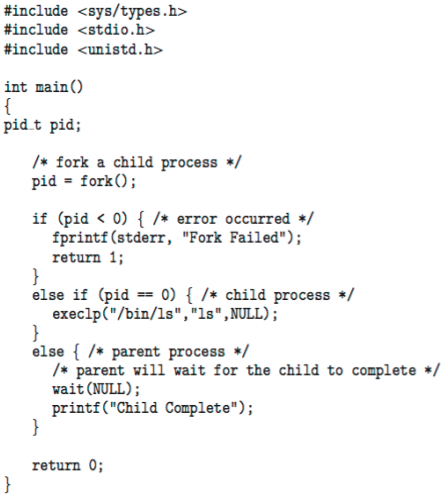 #include <sys/types.h>
#include <stdio.h>
#include <unistd.h>
int main()
{
pid_t pid;
/* fork a child process */
pid = fork();
if (pid < 0) { /* error occurred */
fprintf(stderr, "Fork Failed");
return 1;
}
else if (pid == 0) { /* child process */
execlp("/bin/ls","ls",NULL);
}
else { /* parent process */
/* parent will wait for the child to complete */
wait(NULL);
printf("Child Complete");
}
return 0;
}